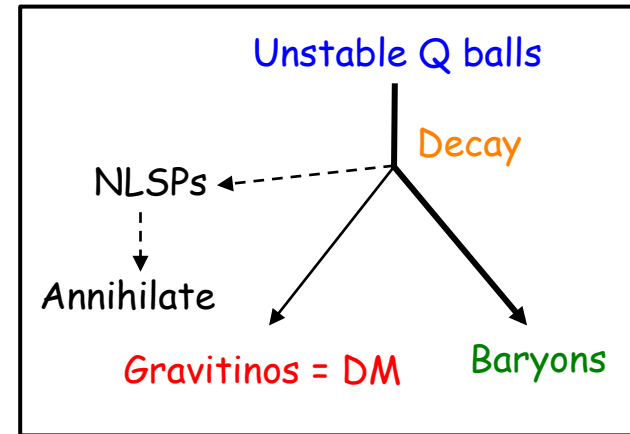 Unstable Q balls
Decay
NLSPs
Annihilate
Gravitinos = DM
Baryons